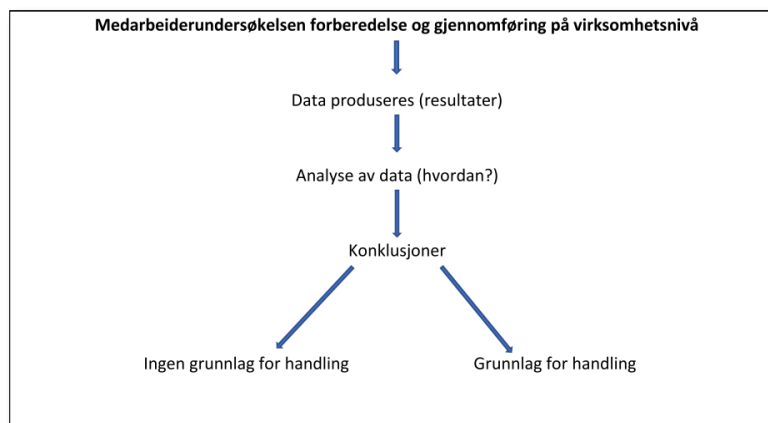 Medarbeiderundersøkelsen forberedelse og gjennomføring på virksomhetsnivå
Data produseres (resultater)
Analyse av data (hvordan?)
Konklusjoner
Ingen grunnlag for handling
Grunnlag for handling